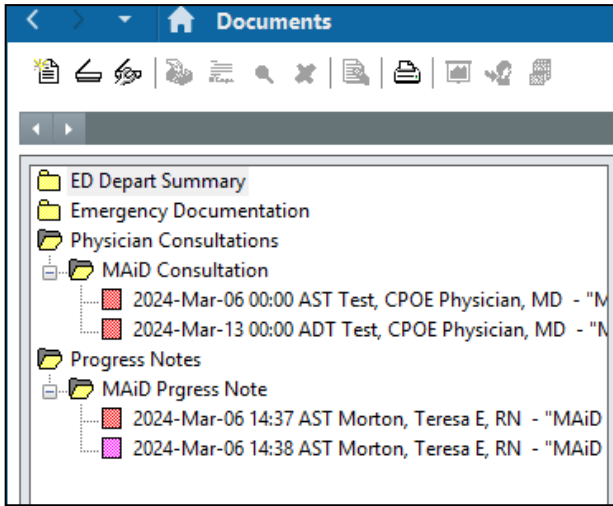 Documents
ED Depart Summary
Emergency Documentation
Physician Consultations
MAiD Consultation
2024-Mar-06 00:00 AST Test, CPOE Physician, MD - "M
2024-Mar-13 00:00 ADT Test, CPOE Physician, MD - "M
Progress Notes
MAiD Prgress Note
2024-Mar-06 14:37 AST Morton, Teresa E, RN - "MAiD
2024-Mar-06 14:38 AST Morton, Teresa E, RN - "MAiD